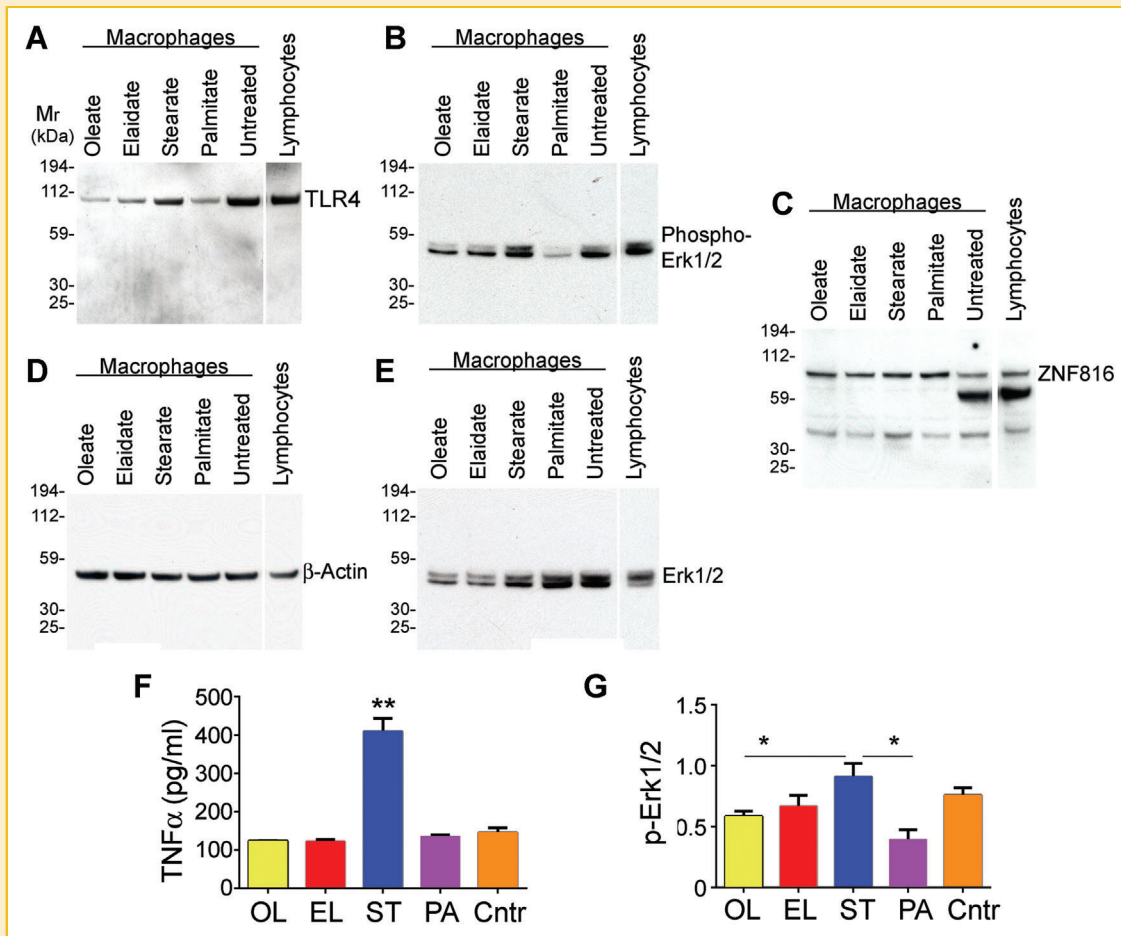 A
Macrophages
Mr
(kDa)
Oleate
Elaidate
Stearate
Palmitate
Untreated
Lymphocytes
194-
112-
59-
30-
25-
TLR4
B
Macrophages
Oleate
Elaidate
Stearate
Palmitate
Untreated
Lymphocytes
194-
112-
59-
30-
25-
Phospho-
Erk1/2
C
Macrophages
Oleate
Elaidate
Stearate
Palmitate
Untreated
Lymphocytes
194-
112-
59-
30-
25-
ZNF816
D
Macrophages
Oleate
Elaidate
Stearate
Palmitate
Untreated
Lymphocytes
194-
112-
59-
30-
25-
β-Actin
E
Macrophages
Oleate
Elaidate
Stearate
Palmitate
Untreated
Lymphocytes
194-
112-
59-
30-
25-
Erk1/2
F
TNFα (pg/ml)
500
400
300
200
100
0
**
OL EL ST PA Cntr
G
p-Erk1/2
1.5
1.0
0.5
0
* *
OL EL ST PA Cntr